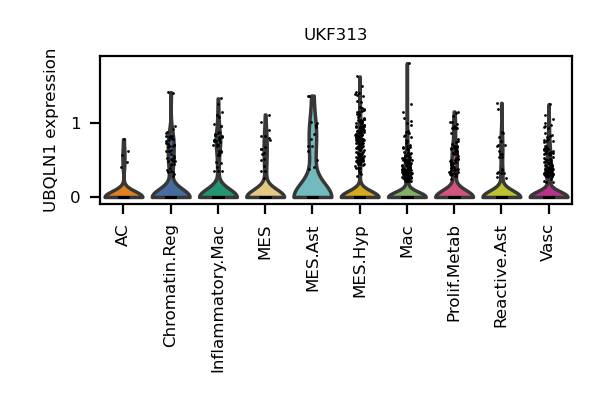 UKF313
UBQLN1 expression
1
0
AC
Chromatin.Reg
Inflammatory.Mac
MES
MES.Ast
MES.Hyp
Mac
Prolif.Metab
Reactive.Ast
Vasc